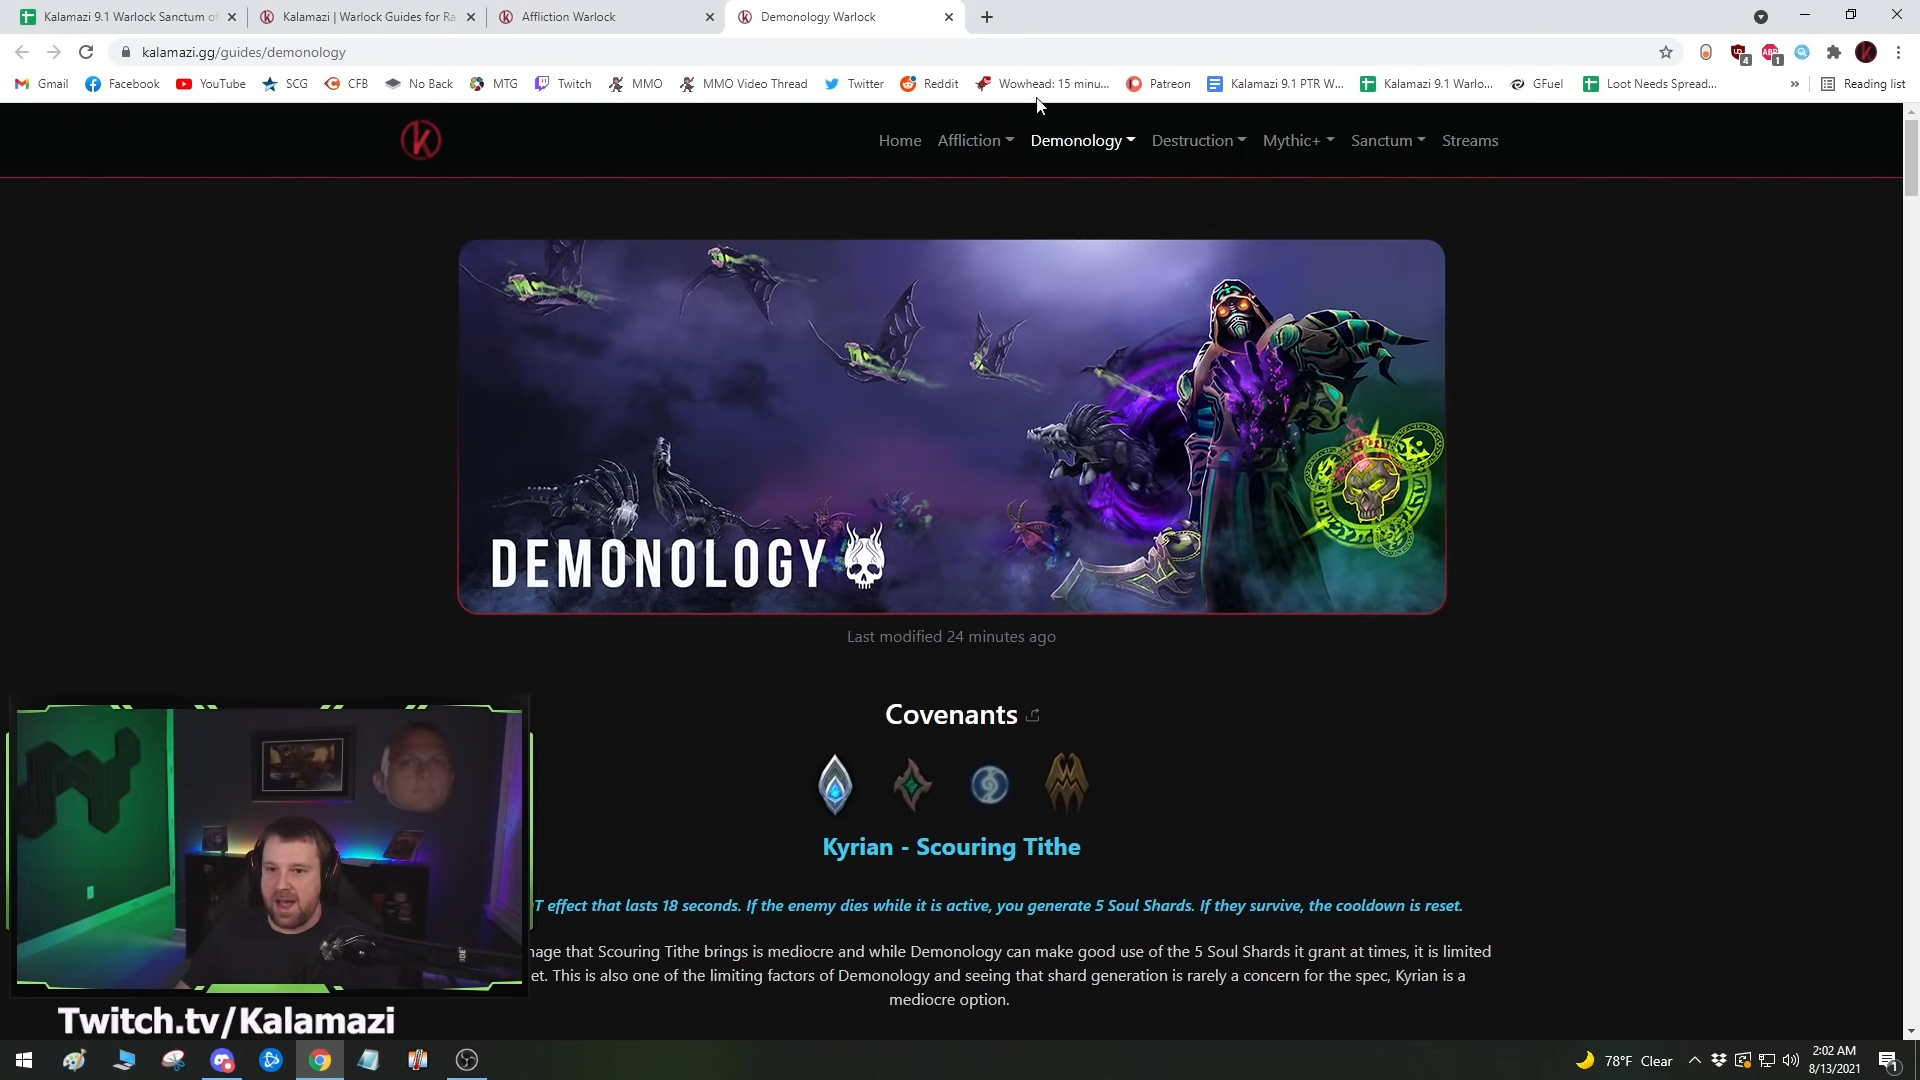 Kalamazi 9.1 Warlock Sanctum of
Kalamazi | Warlock Guides for Ra
Affliction Warlock
Demonology Warlock
kalamazi.gg/guides/demonology
4
ABP
1
Gmail
Facebook
YouTube
SCG
CFB
No Back
MTG
Twitch
MMO
MMO Video Thread
Twitter
Reddit
Wowhead: 15 minu...
Patreon
Kalamazi 9.1 PTR W...
Kalamazi 9.1 Warlo...
GFuel
Loot Needs Spread...
»
Reading list
Home
Affliction
Demonology
Destruction
Mythic+
Sanctum
Streams
DEMONOLOGY
Last modified 24 minutes ago
Covenants
Kyrian - Scouring Tithe
T effect that lasts 18 seconds. If the enemy dies while it is active, you generate 5 Soul Shards. If they survive, the cooldown is reset.
nage that Scouring Tithe brings is mediocre and while Demonology can make good use of the 5 Soul Shards it grant at times, it is limited
et. This is also one of the limiting factors of Demonology and seeing that shard generation is rarely a concern for the spec, Kyrian is a
mediocre option.
Twitch.tv/Kalamazi
78°F Clear
2:02 AM
8/13/2021
1